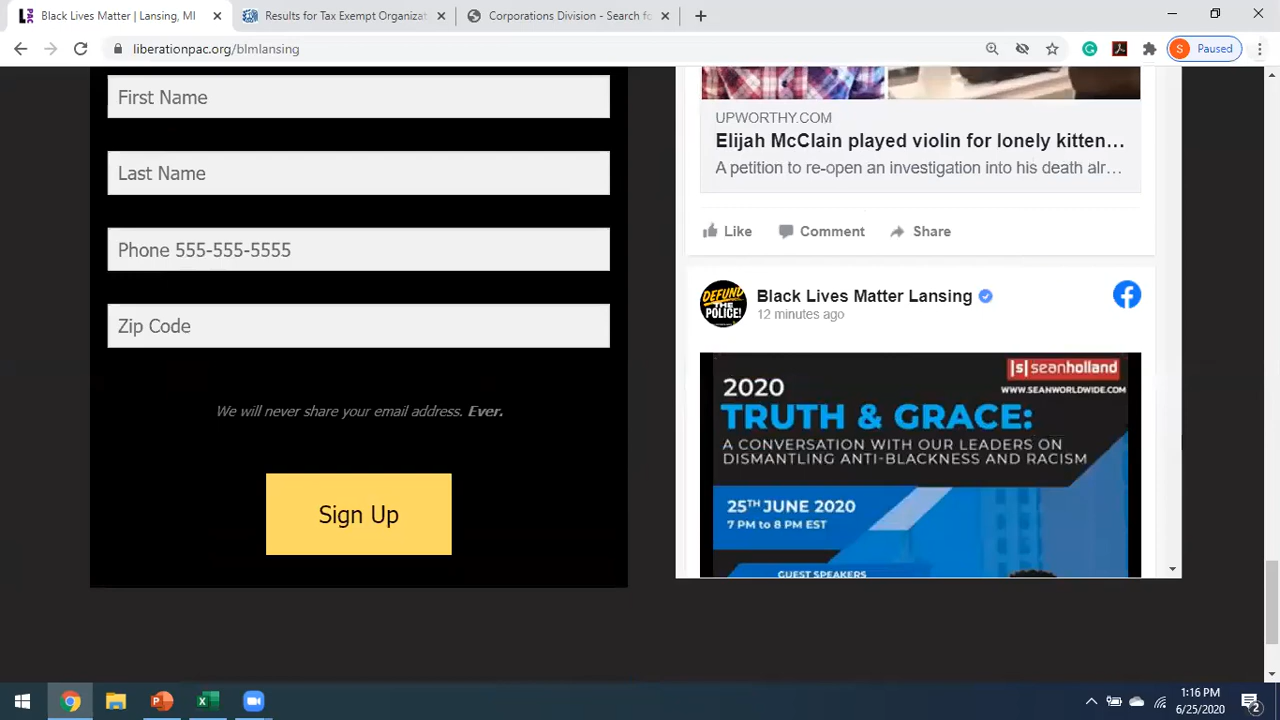 Black Lives Matter | Lansing, MI
Results for Tax Exempt Organizat
Corporations Division - Search fo
liberationpac.org/blmlansing
S Paused
First Name
Last Name
Phone 555-555-5555
Zip Code
We will never share your email address. Ever.
Sign Up
UPWORTHY.COM
Elijah McClain played violin for lonely kitten...
A petition to re-open an investigation into his death alr...
Like Comment Share
DEFUND THE POLICE!
Black Lives Matter Lansing
12 minutes ago
|s| seanholland
WWW.SEANWORLDWIDE.COM
2020
TRUTH & GRACE:
A CONVERSATION WITH OUR LEADERS ON
DISMANTLING ANTI-BLACKNESS AND RACISM
25TH JUNE 2020
7 PM to 8 PM EST
GUEST SPEAKERS
1:16 PM
6/25/2020
2